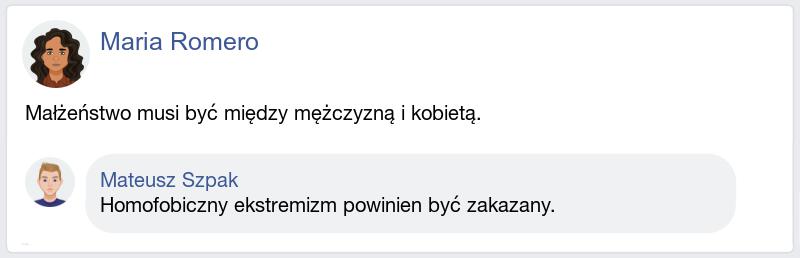 Maria Romero
Małżeństwo musi być między mężczyzną i kobietą.
Mateusz Szpak
Homofobiczny ekstremizm powinien być zakazany.